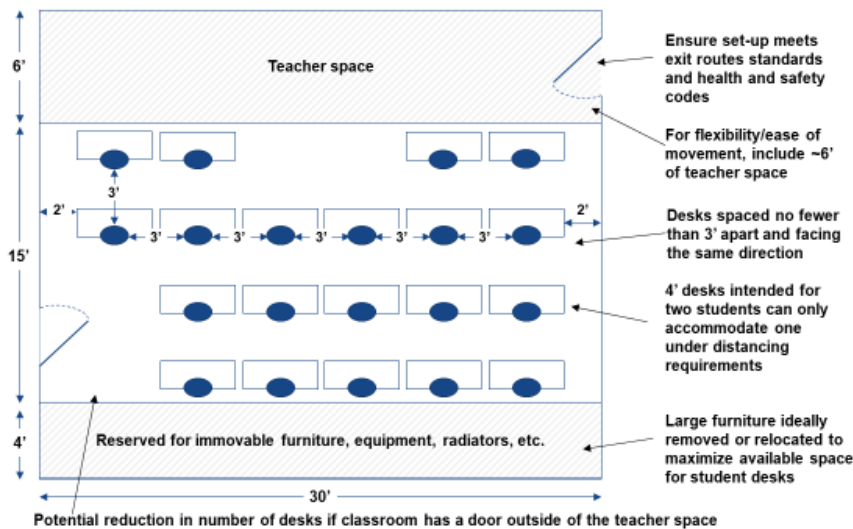 6’
Teacher space
Ensure set-up meets
exit routes standards
and health and safety
codes
For flexibility/ease of
movement, include ~6’
of teacher space
3’
2’
2’
3’
3’
3’
3’
3’
Desks spaced no fewer
than 3’ apart and facing
the same direction
15’
4’ desks intended for
two students can only
accommodate one
under distancing
requirements
4’
Reserved for immovable furniture, equipment, radiators, etc.
Large furniture ideally
removed or relocated to
maximize available space
for student desks
30’
Potential reduction in number of desks if classroom has a door outside of the teacher space